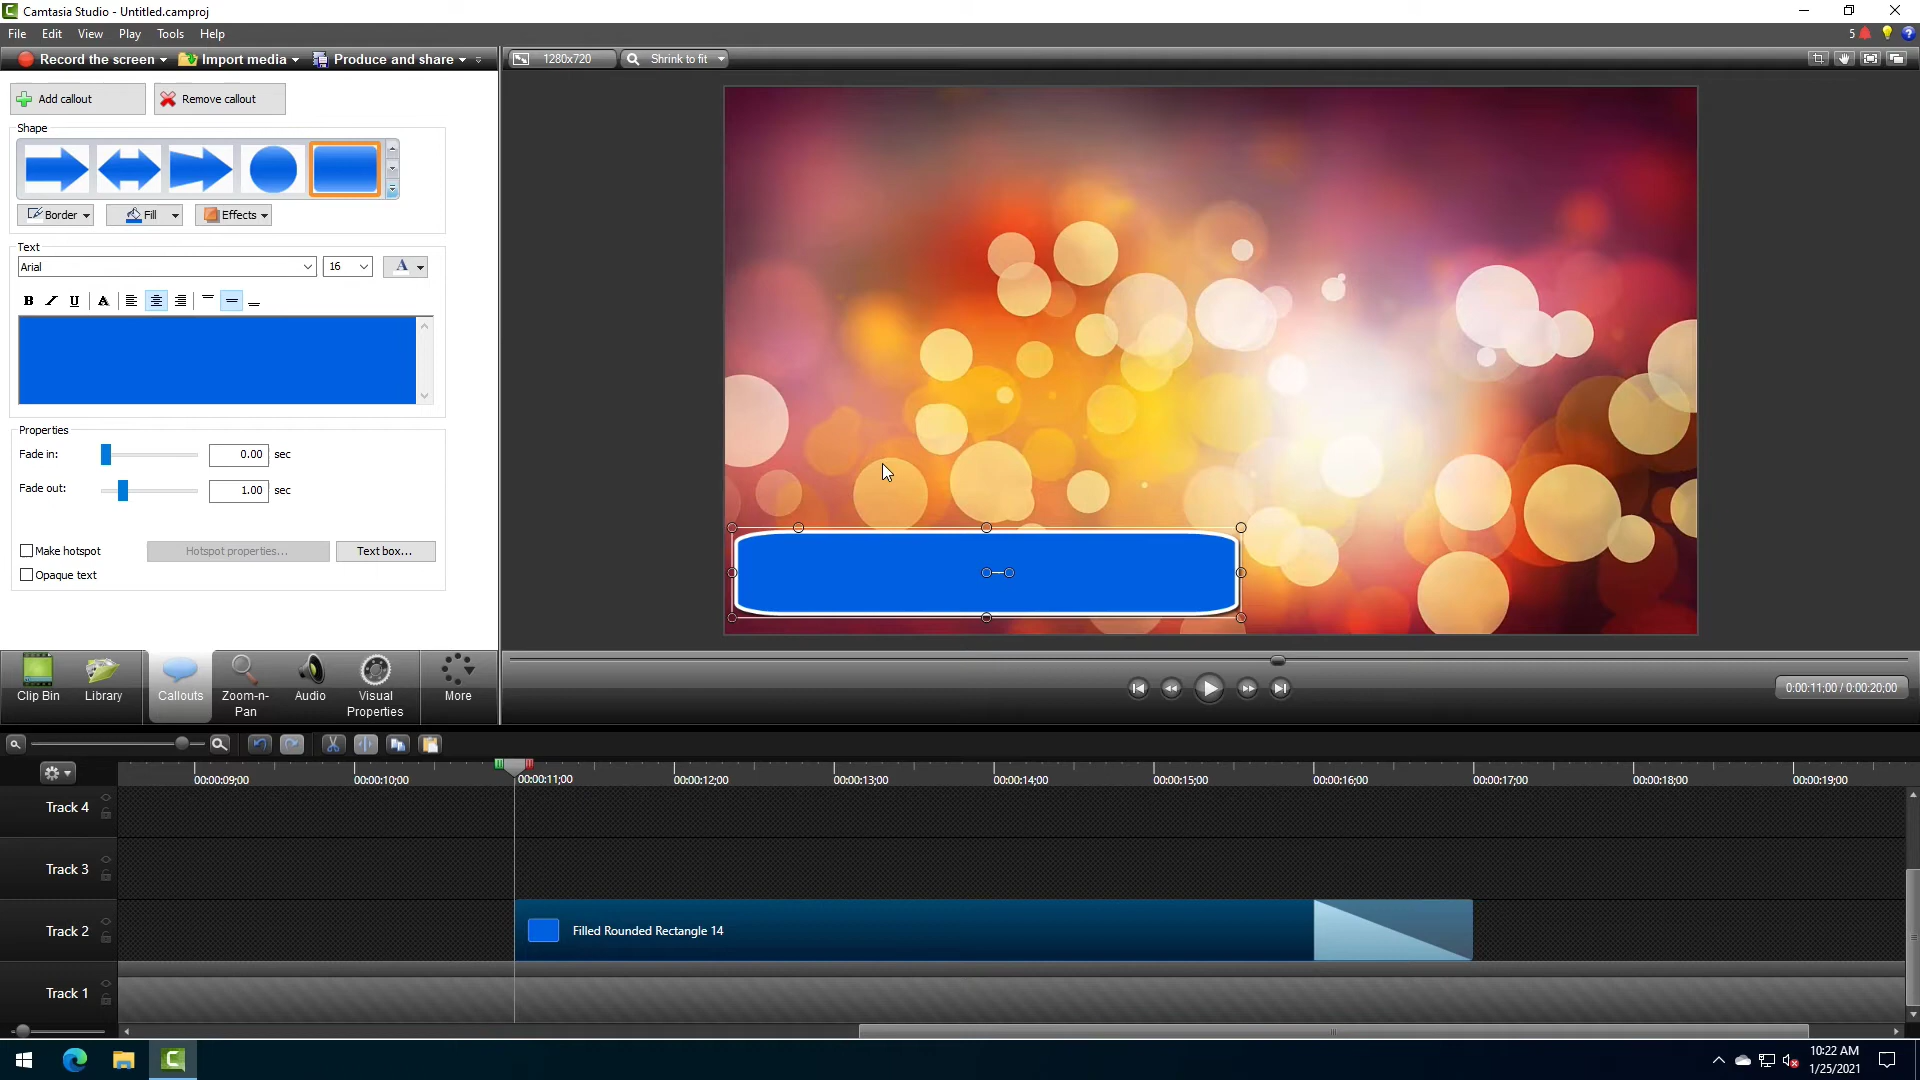 Camtasia Studio - Untitled.camproj
File Edit View Play Tools Help
5
Record the screen Import media Produce and share
1280x720 Shrink to fit
Add callout Remove callout
Shape
Border Fill Effects
Text
Arial 16 A
B I U A
Properties
Fade in: 0.00 sec
Fade out: 1.00 sec
Make hotspot Hotspot properties... Text box...
Opaque text
Clip Bin Library Callouts Zoom-n-Pan Audio Visual Properties More
0:00:11;00 / 0:00:20;00
00:00:09;00 00:00:10;00 00:00:11;00 00:00:12;00 00:00:13;00 00:00:14;00 00:00:15;00 00:00:16;00 00:00:17;00 00:00:18;00 00:00:19;00
Track 4
Track 3
Track 2 Filled Rounded Rectangle 14
Track 1
10:22 AM
1/25/2021